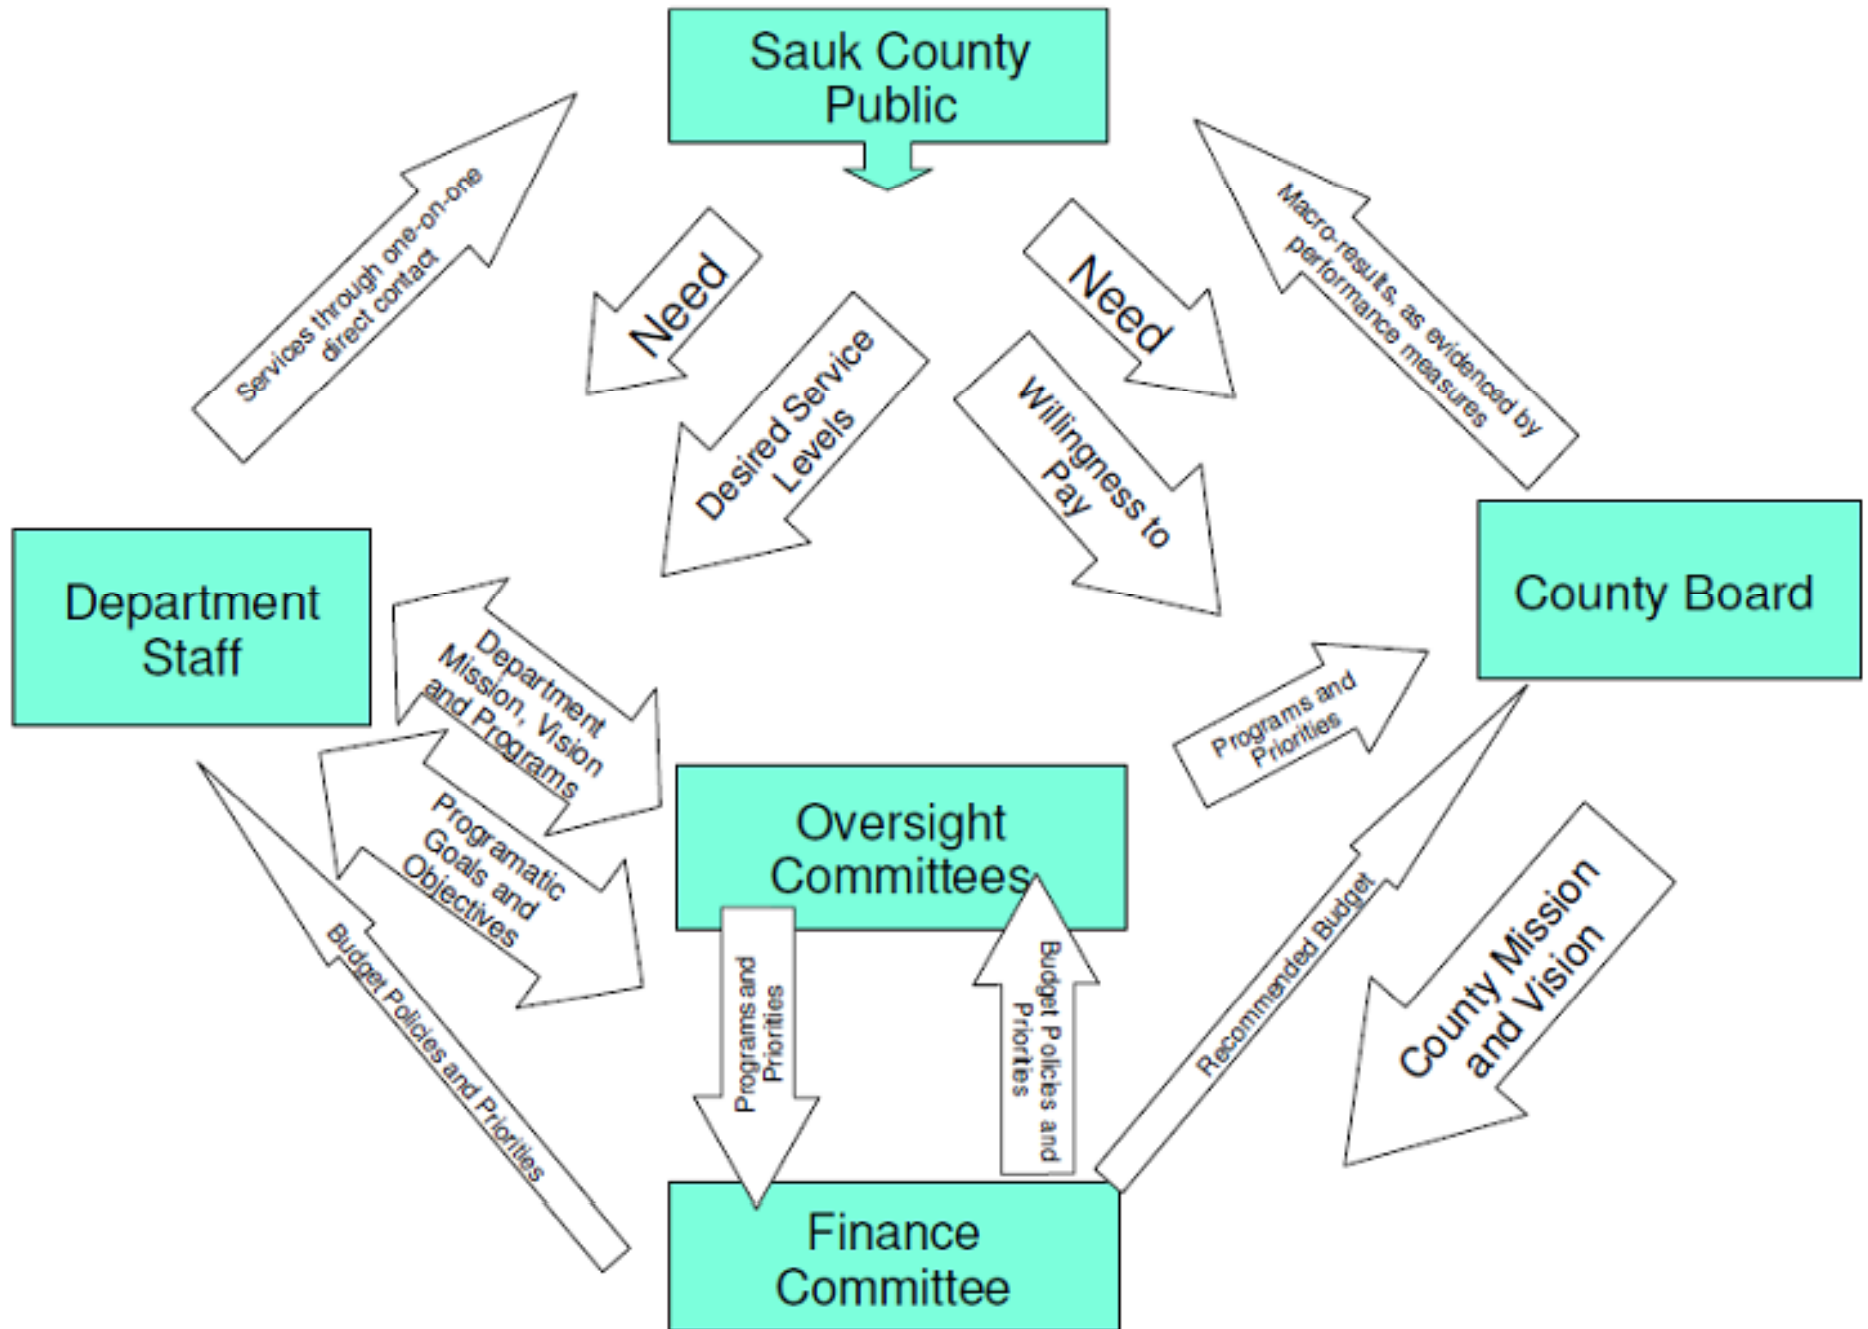 Sauk County
Public
Services through one-on-one
direct contact
Need
Need
Macro-results, as evidenced by
performance measures
Desired Service
Levels
Willingness to
Pay
Department
Staff
County Board
Department
Mission, Vision
and Programs
Programs and
Priorities
Programatic
Goals and
Objectives
Oversight
Committees
Budget Policies and Priorities
Programs and
Priorities
Budget Policies and
Priorities
Recommended Budget
County Mission
and Vision
Finance
Committee